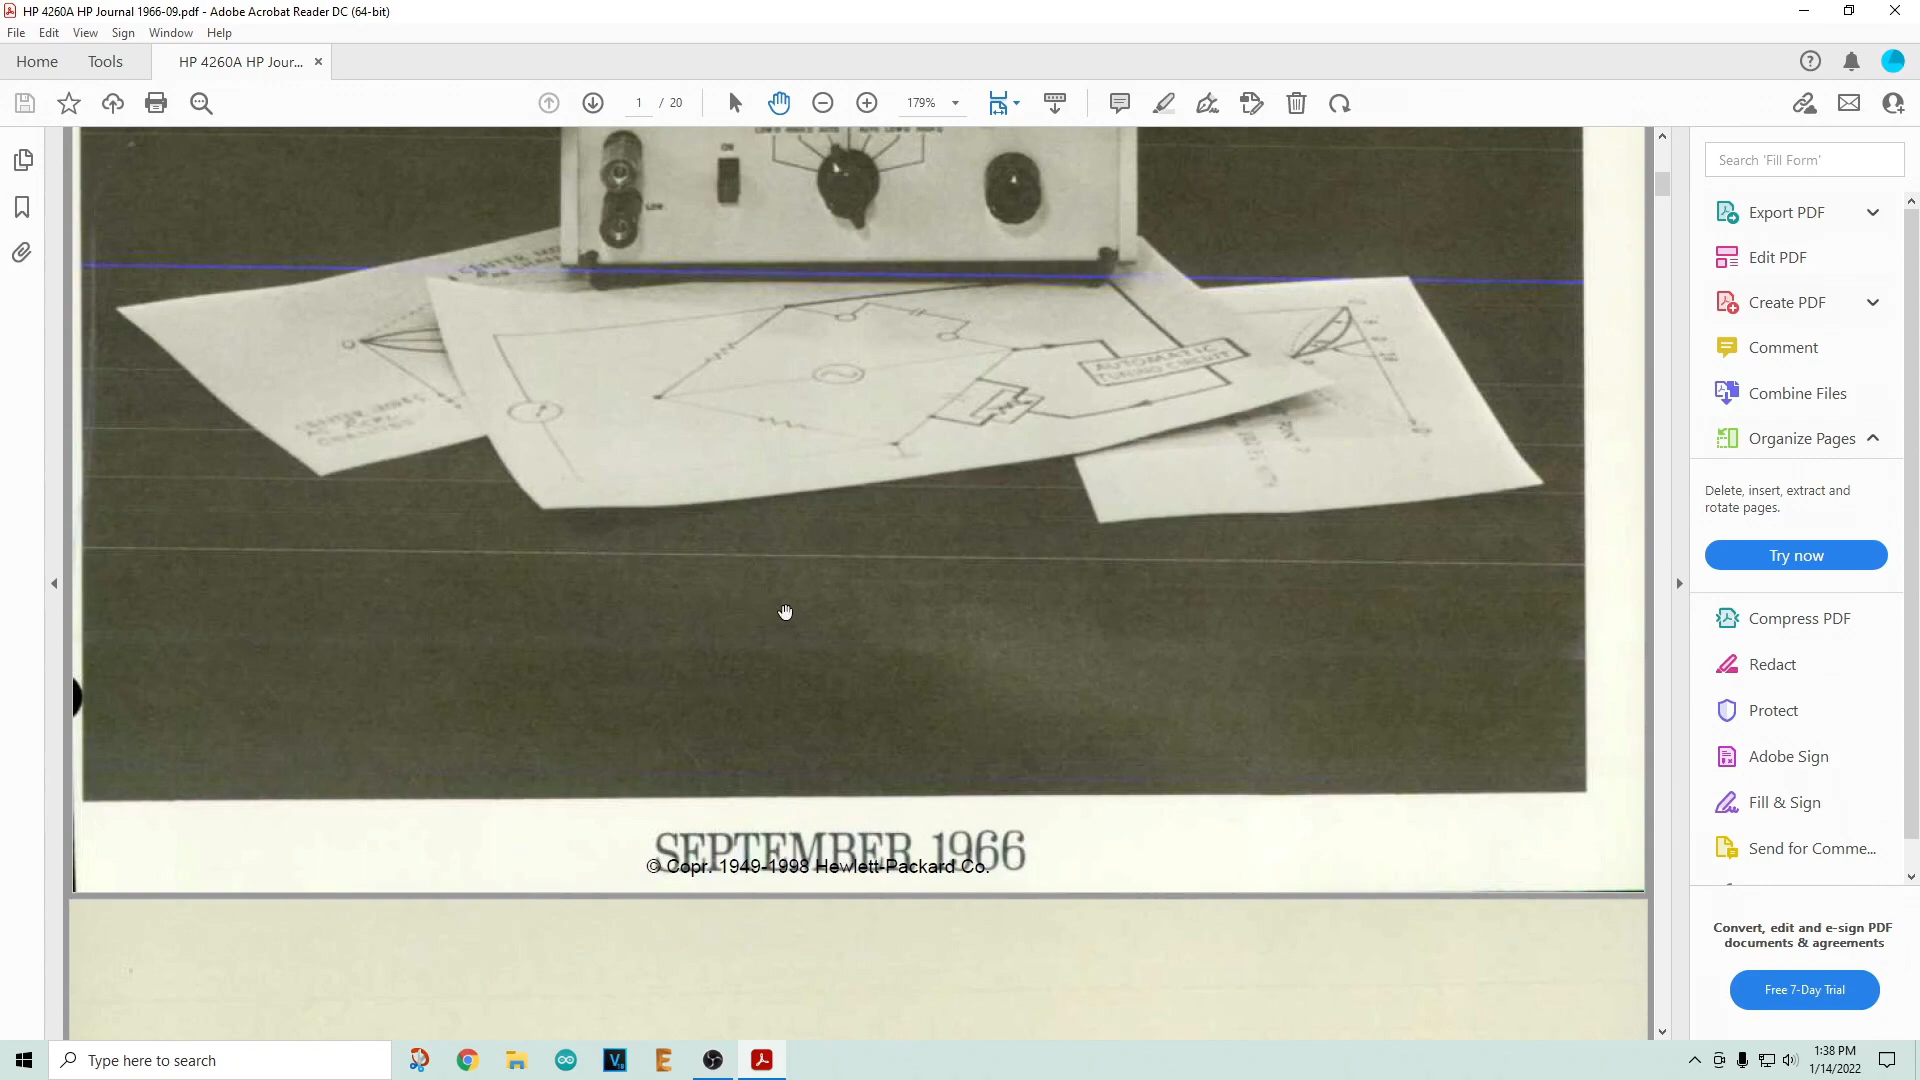 HP 4260A HP Journal 1966-09.pdf - Adobe Acrobat Reader DC (64-bit)
File Edit View Sign Window Help
Home Tools HP 4260A HP Jour...
1 / 20 179%
ON
LOW
AUTOMATIC
TUNING CIRCUIT
SEPTEMBER 1966
© Copr. 1949-1998 Hewlett-Packard Co.
Search 'Fill Form'
Export PDF
Edit PDF
Create PDF
Comment
Combine Files
Organize Pages
Delete, insert, extract and
rotate pages.
Try now
Compress PDF
Redact
Protect
Adobe Sign
Fill & Sign
Send for Comme...
Convert, edit and e-sign PDF
documents & agreements
Free 7-Day Trial
Type here to search
1:38 PM
1/14/2022